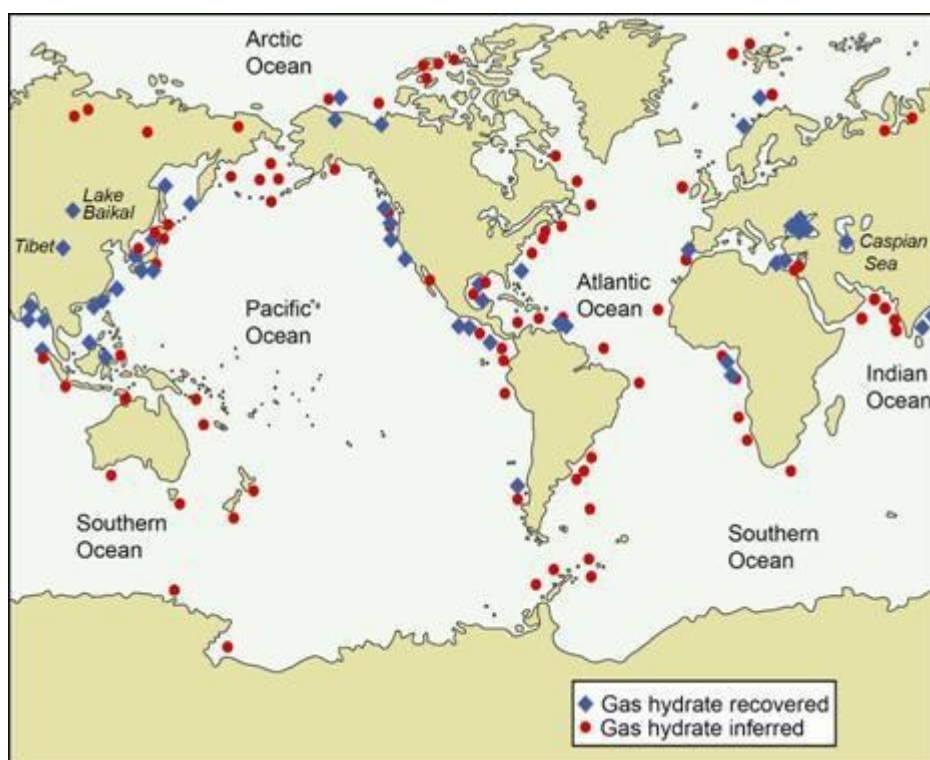 Arctic
Ocean
Lake
Baikal
Tibet
Caspian
Sea
Atlantic
Ocean
Pacific
Ocean
Indian
Ocean
Southern
Ocean
Southern
Ocean
Gas hydrate recovered
Gas hydrate inferred